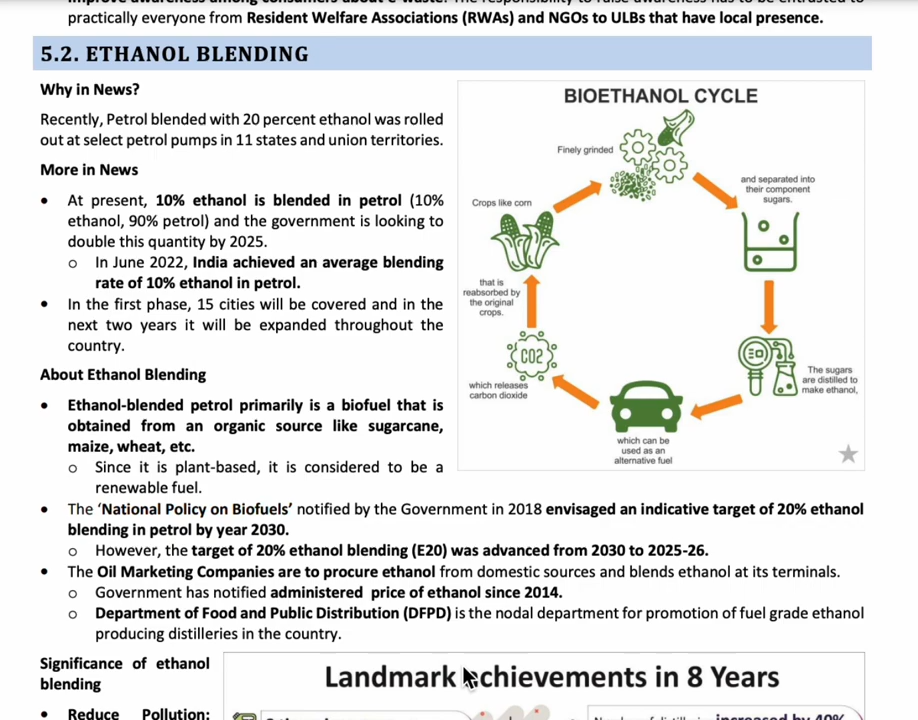 practically everyone from Resident Welfare Associations (RWAs) and NGOs to ULBs that have local presence.
5.2. ETHANOL BLENDING
Why in News?
Recently, Petrol blended with 20 percent ethanol was rolled
out at select petrol pumps in 11 states and union territories.
More in News
• At present, 10% ethanol is blended in petrol (10%
ethanol, 90% petrol) and the government is looking to
double this quantity by 2025.
o In June 2022, India achieved an average blending
rate of 10% ethanol in petrol.
• In the first phase, 15 cities will be covered and in the
next two years it will be expanded throughout the
country.
About Ethanol Blending
• Ethanol-blended petrol primarily is a biofuel that is
obtained from an organic source like sugarcane,
maize, wheat, etc.
o Since it is plant-based, it is considered to be a
renewable fuel.
BIOETHANOL CYCLE
Finely grinded
and separated into
their component
sugars.
The sugars
are distilled to
make ethanol,
which can be
used as an
alternative fuel
which releases
carbon dioxide
CO2
that is
reabsorbed by
the original
crops.
Crops like corn
• The ‘National Policy on Biofuels’ notified by the Government in 2018 envisaged an indicative target of 20% ethanol
blending in petrol by year 2030.
o However, the target of 20% ethanol blending (E20) was advanced from 2030 to 2025-26.
• The Oil Marketing Companies are to procure ethanol from domestic sources and blends ethanol at its terminals.
o Government has notified administered price of ethanol since 2014.
o Department of Food and Public Distribution (DFPD) is the nodal department for promotion of fuel grade ethanol
producing distilleries in the country.
Significance of ethanol
blending
• Reduce Pollution:
Landmark achievements in 8 Years
increased by 40%